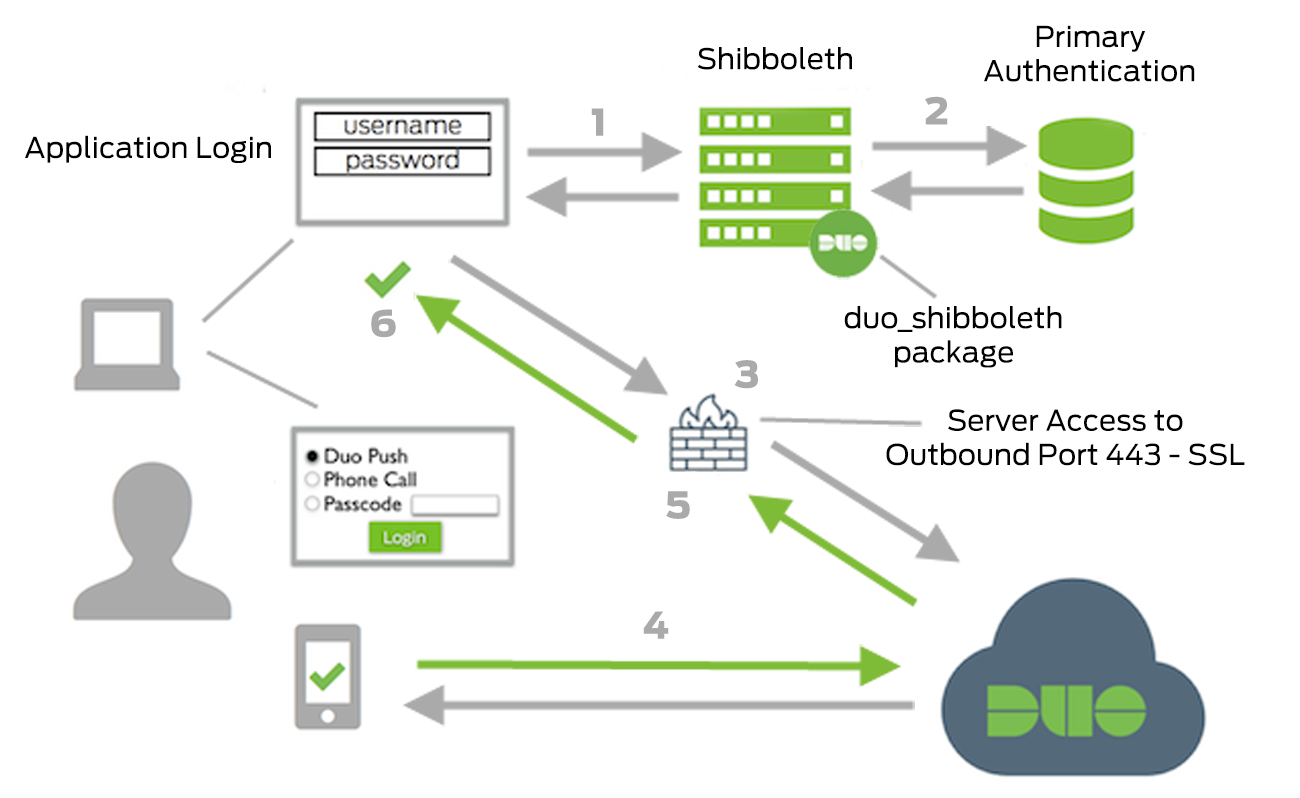 Primary
Authentication
Shibboleth
Application Login
username
password
1
2
DUO
duo_shibboleth
package
6
3
Server Access to
Outbound Port 443 - SSL
Duo Push
Phone Call
Passcode
Login
5
4
DUO